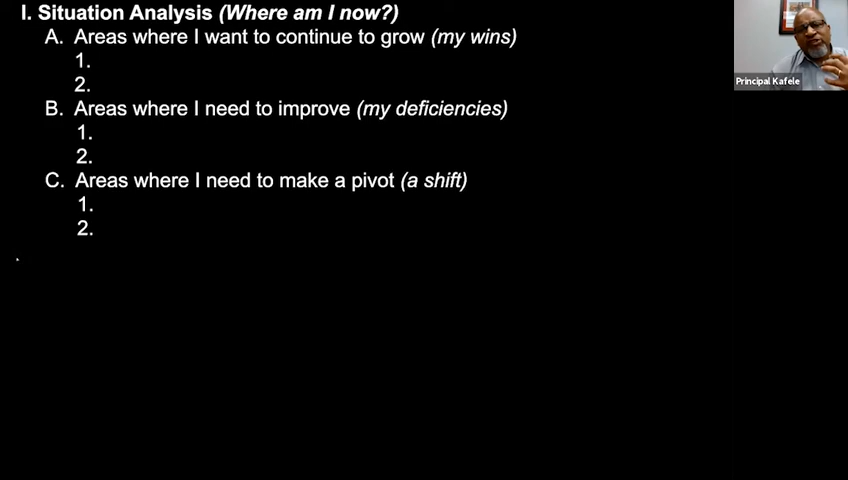 I. Situation Analysis (Where am I now?)
A. Areas where I want to continue to grow (my wins)
1.
2.
B. Areas where I need to improve (my deficiencies)
1.
2.
C. Areas where I need to make a pivot (a shift)
1.
2.
Principal Kafele